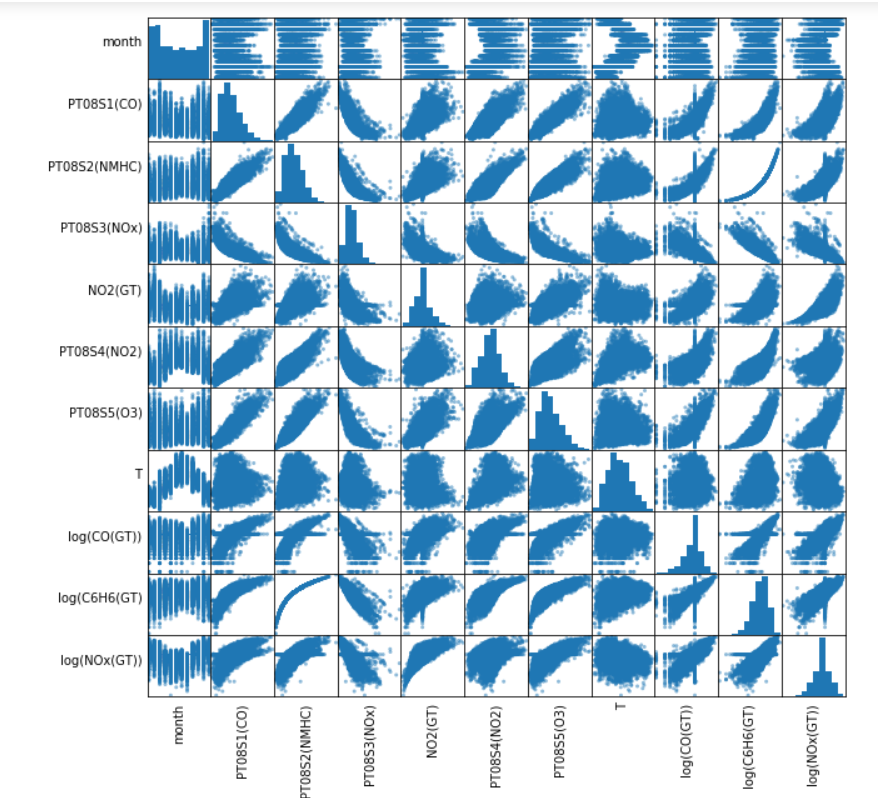 month
PT08S1(CO)
PT08S2(NMHC)
PT08S3(NOx)
NO2(GT)
PT08S4(NO2)
PT08S5(O3)
T
log(CO(GT))
log(C6H6(GT)
log(NOx(GT))
month
PT08S1(CO)
PT08S2(NMHC)
PT08S3(NOx)
NO2(GT)
PT08S4(NO2)
PT08S5(O3)
T
log(CO(GT))
log(C6H6(GT)
log(NOx(GT))